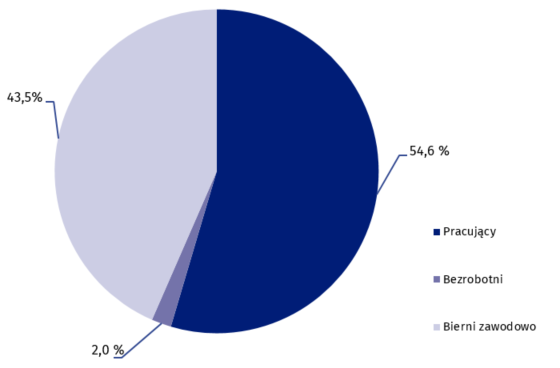 43,5%
54,6 %
Pracujący
Bezrobotni
Bierni zawodowo
2,0 %